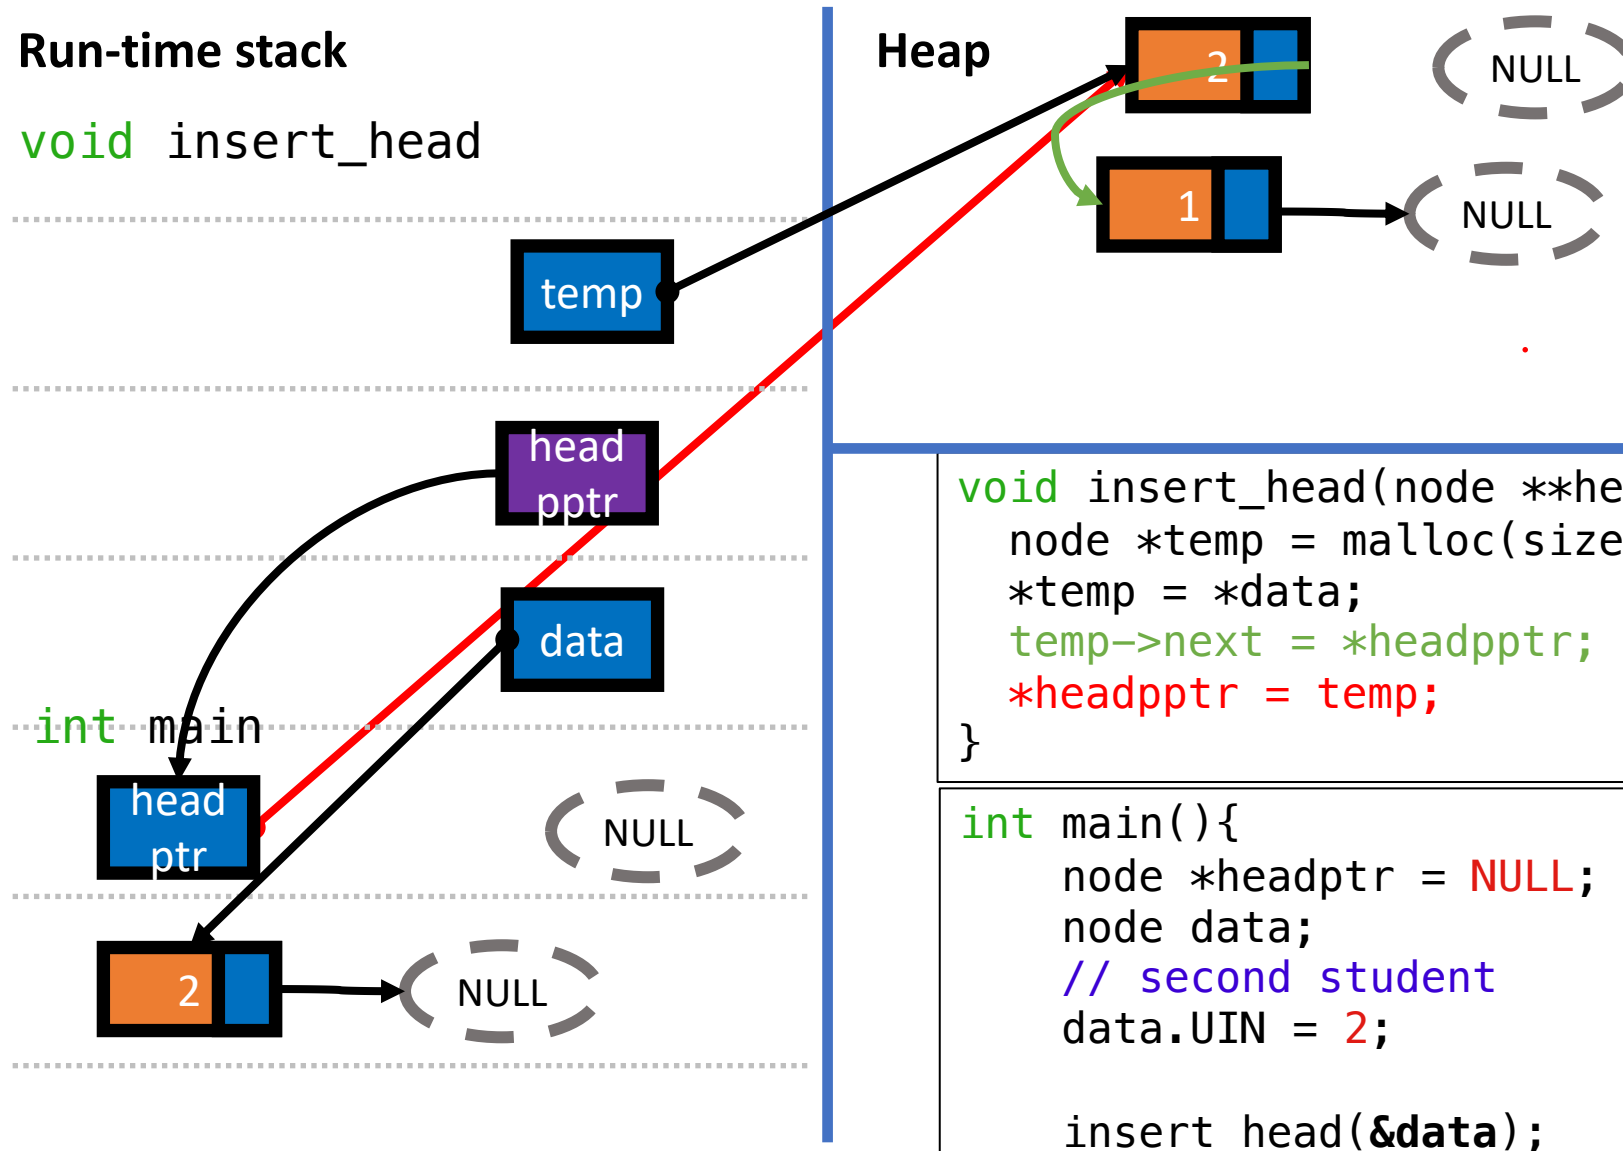 Run-time stack
void insert_head
temp
head
pptr
data
int main
head
ptr
NULL
2
NULL
Heap
2
NULL
1
NULL
void insert_head(node **he
node *temp = malloc(size
*temp = *data;
temp->next = *headpptr;
*headpptr = temp;
}
int main(){
node *headptr = NULL;
node data;
// second student
data.UIN = 2;
insert head(&data);